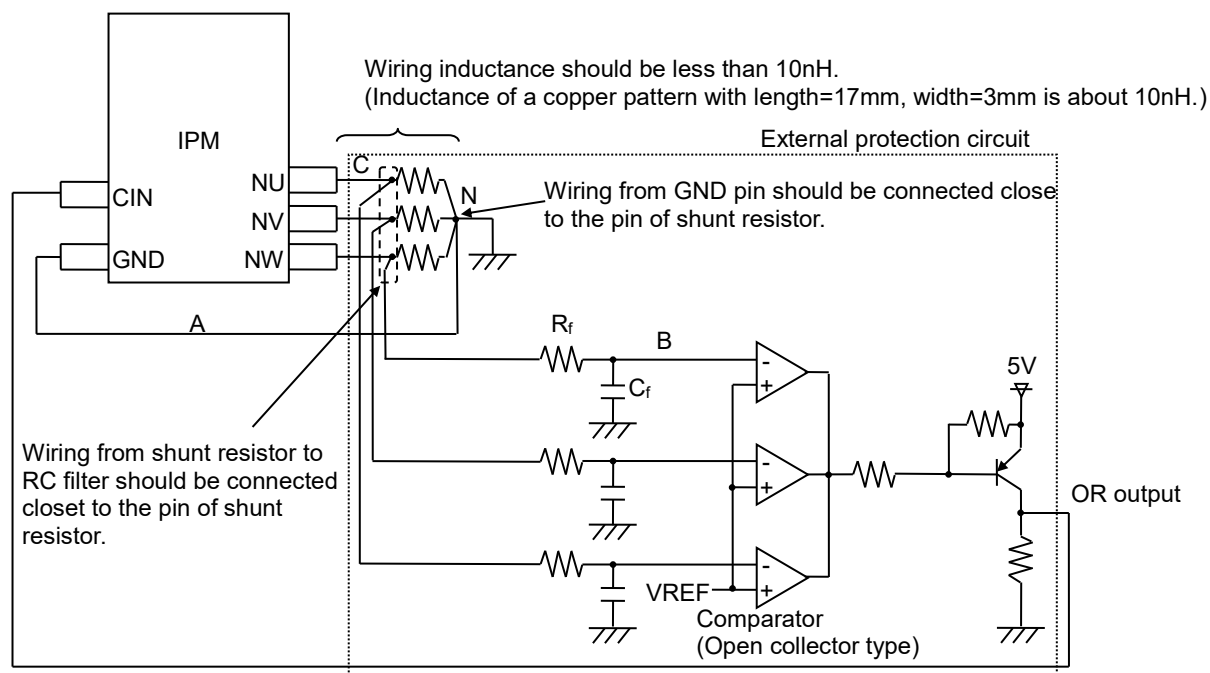 Wiring inductance should be less than 10nH.
(Inductance of a copper pattern with length=17mm, width=3mm is about 10nH.)
External protection circuit
IPM
C
NU
CIN
N
Wiring from GND pin should be connected close
to the pin of shunt resistor.
NV
GND
NW
A
Rf
B
5V
Cf
Wiring from shunt resistor to
RC filter should be connected
closet to the pin of shunt
resistor.
-
+
-
+
-
+
OR output
VREF
Comparator
(Open collector type)